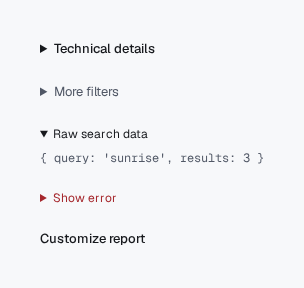 Technical details
More filters
Raw search data
{ query: 'sunrise', results: 3 }
Show error
Customize report